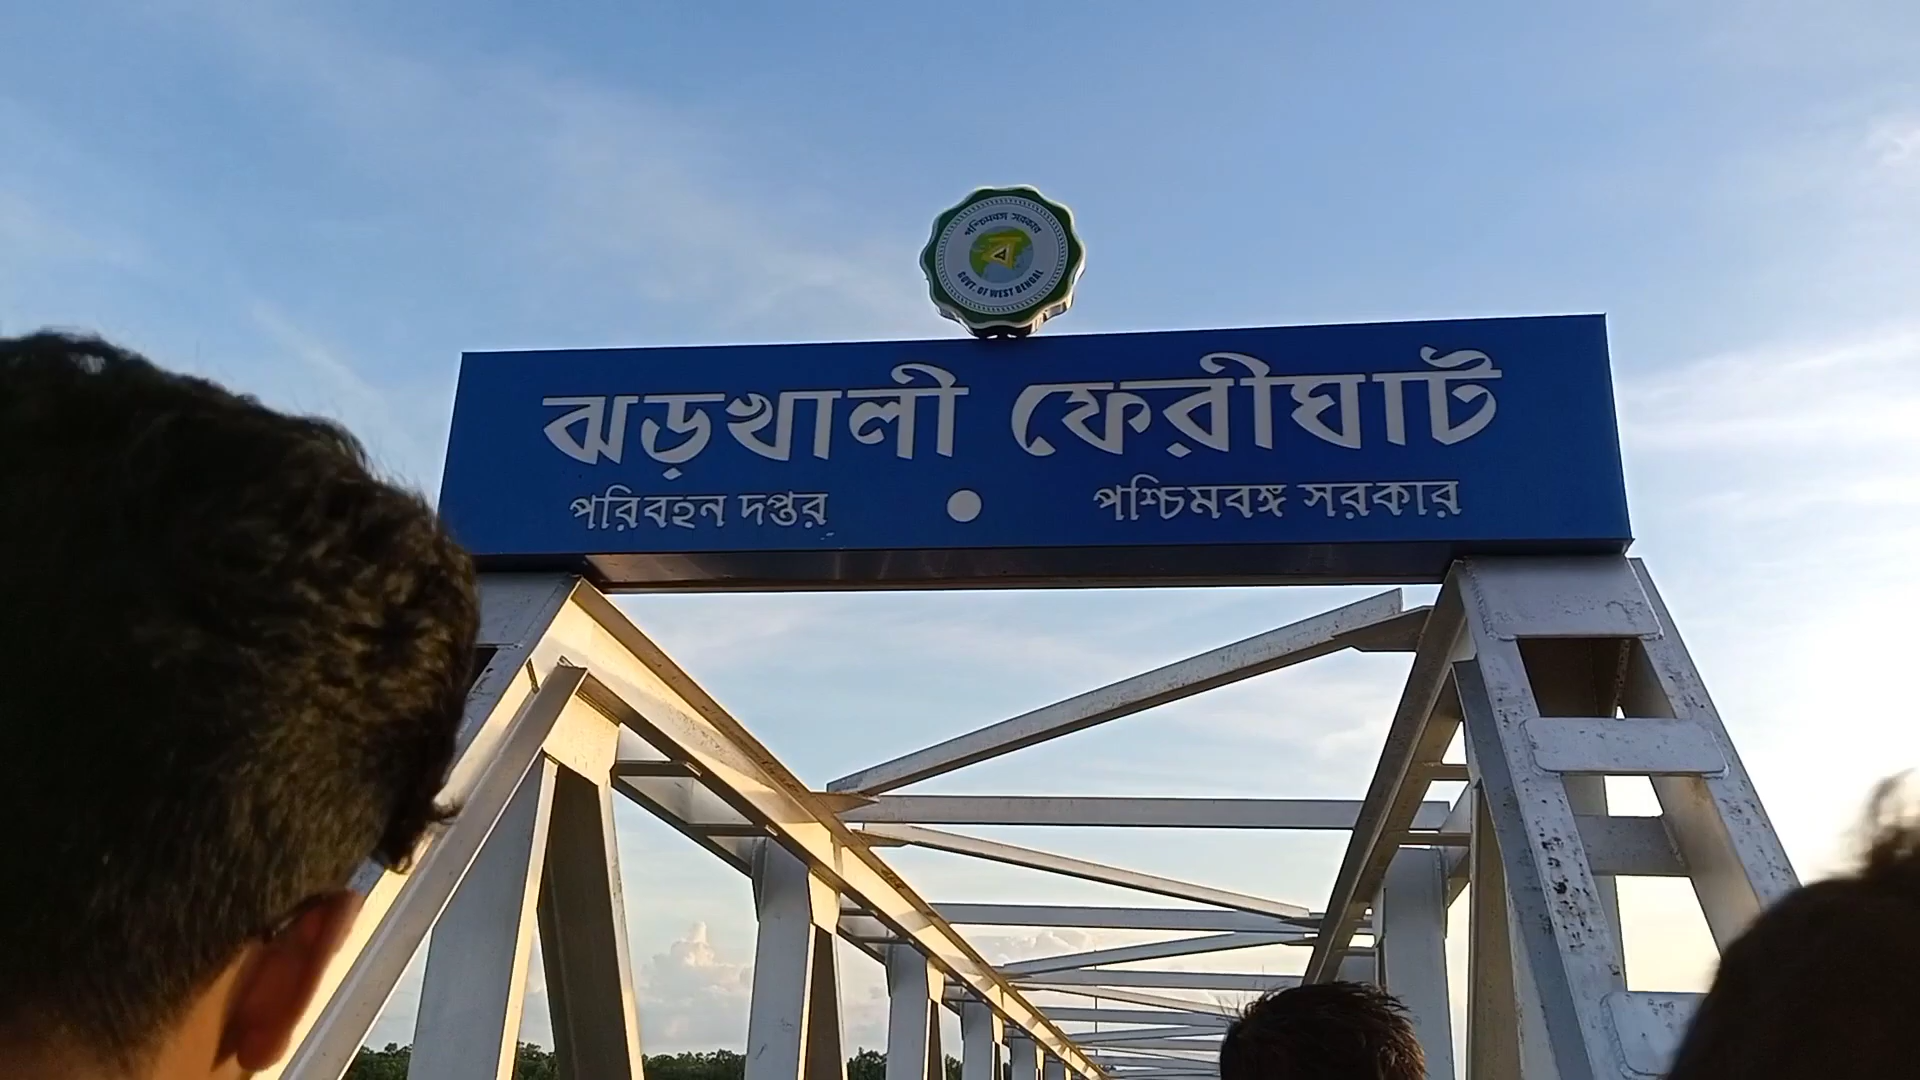 পশ্চিমবঙ্গ সরকার
GOVT. OF WEST BENGAL
ঝড়খালী ফেরীঘাট
পরিবহন দপ্তর ● পশ্চিমবঙ্গ সরকার